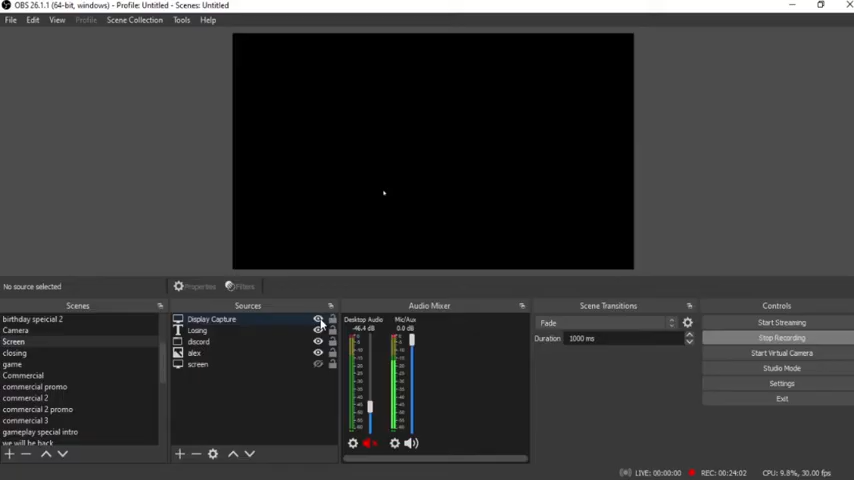 OBS 26.1.1 (64-bit, windows) - Profile: Untitled - Scenes: Untitled
File Edit View Profile Scene Collection Tools Help
No source selected Properties Filters
Scenes
birthday speicial 2
Camera
Screen
closing
game
Commercial
commercial promo
commercial 2
commercial 2 promo
commercial 3
gameplay special intro
we will be back
Sources
Display Capture
Losing
discord
alex
screen
Audio Mixer
Desktop Audio
-46.4 dB
Mic/Aux
0.0 dB
Scene Transitions
Fade
Duration 1000 ms
Controls
Start Streaming
Stop Recording
Start Virtual Camera
Studio Mode
Settings
Exit
LIVE: 00:00:00 REC: 00:24:02 CPU: 9.8%, 30.00 fps